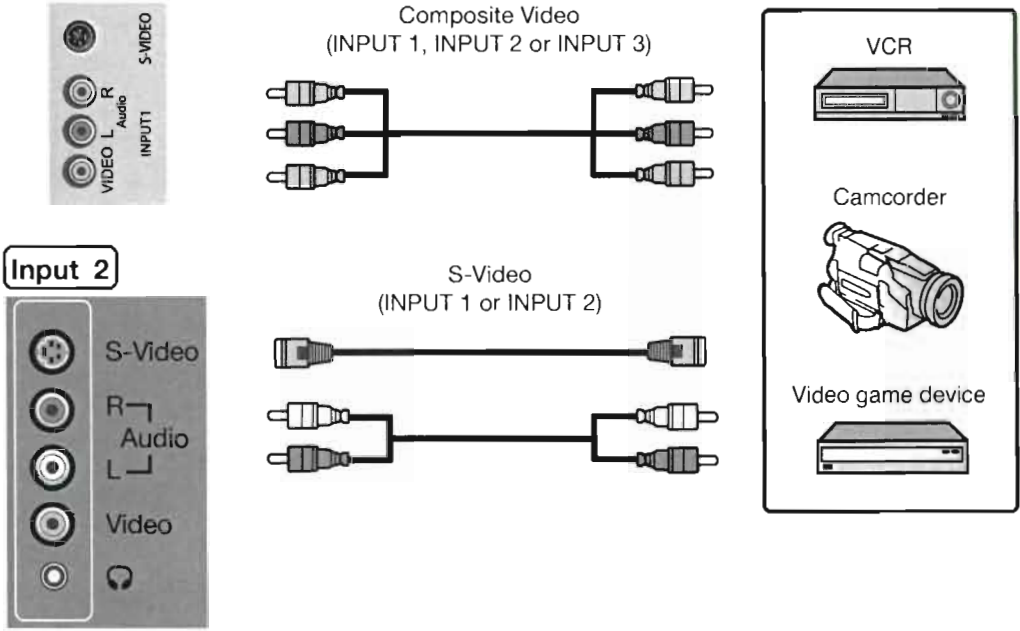 S-VIDEO
R
Audio
L
VIDEO
INPUT1
Composite Video
(INPUT 1, INPUT 2 or INPUT 3)
VCR
Camcorder
Input 2
S-Video
R
Audio
L
Video
S-Video
(INPUT 1 or INPUT 2)
Video game device